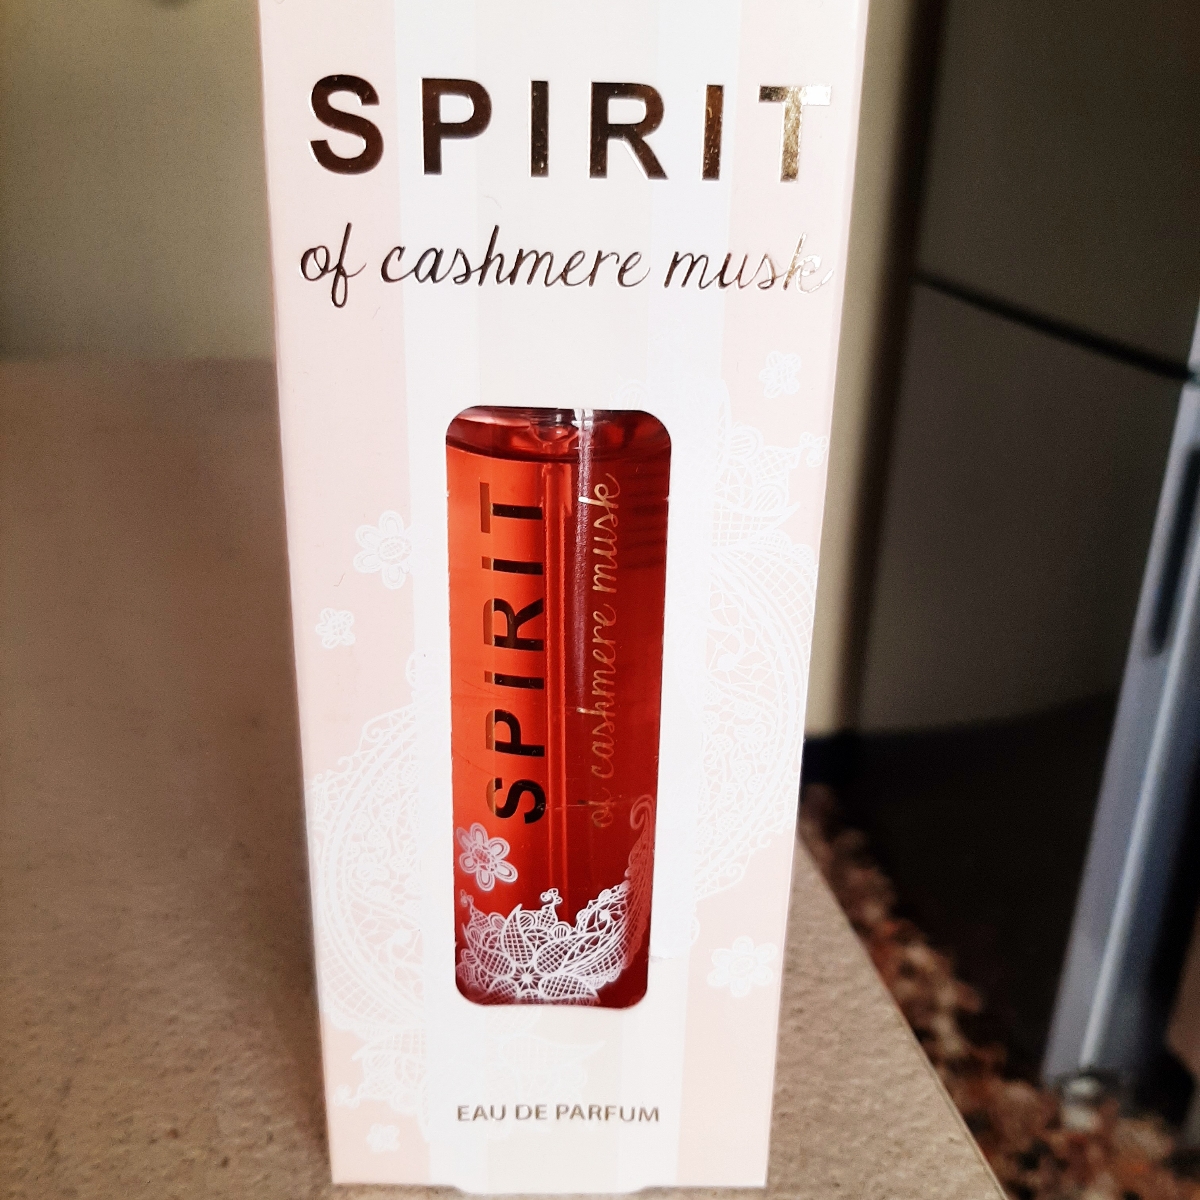 SPIRIT
of cashmere musk
SPIRIT
of cashmere musk
EAU DE PARFUM